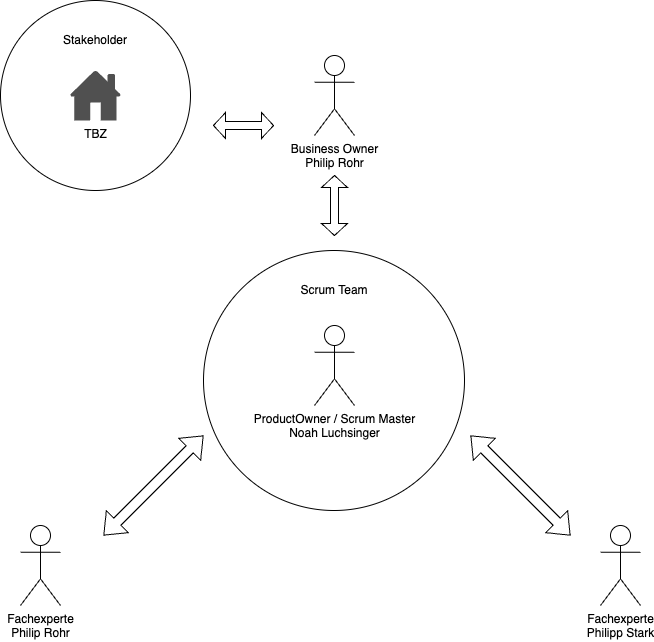 Stakeholder
TBZ
Business Owner
Philip Rohr
Scrum Team
ProductOwner / Scrum Master
Noah Luchsinger
Fachexperte
Philip Rohr
Fachexperte
Philipp Stark